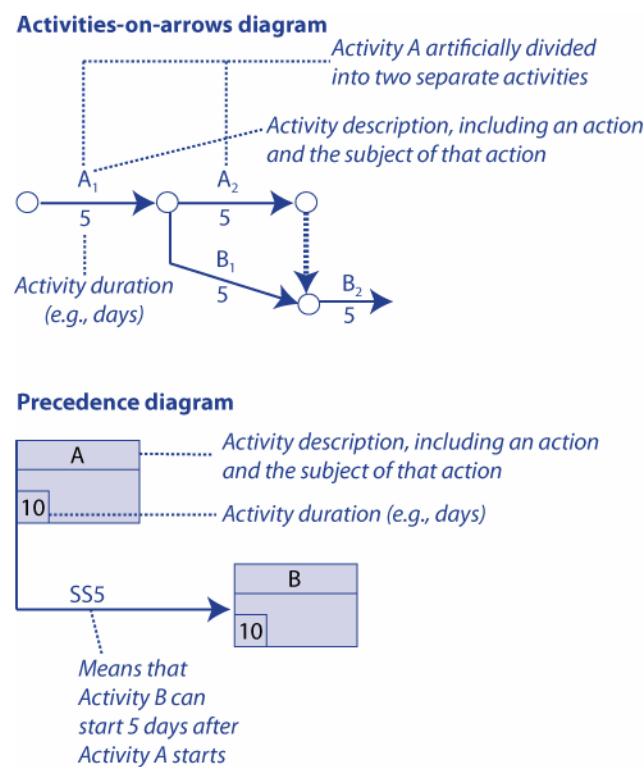 Activities-on-arrows diagram
Activity A artificially divided
into two separate activities
Activity description, including an action
and the subject of that action
A₁
A₂
5
5
B₁
5
B₂
5
Activity duration
(e.g., days)
Precedence diagram
A
Activity description, including an action
and the subject of that action
10
Activity duration (e.g., days)
SS5
B
10
Means that
Activity B can
start 5 days after
Activity A starts